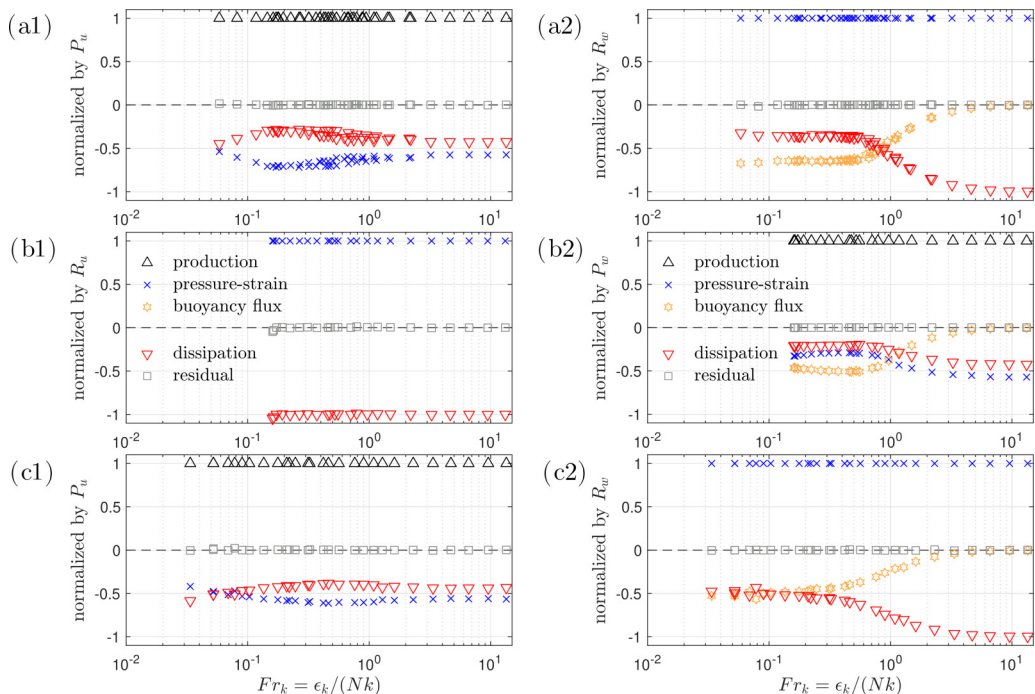 (a1)
normalized by P_u
1
0.5
0
-0.5
-1
10^-2
10^-1
10^0
10^1
(a2)
normalized by R_w
1
0.5
0
-0.5
-1
10^-2
10^-1
10^0
10^1
(b1)
normalized by R_u
1
0.5
0
-0.5
-1
production
pressure-strain
buoyancy flux
dissipation
residual
10^-2
10^-1
10^0
10^1
(b2)
normalized by P_w
1
0.5
0
-0.5
-1
production
pressure-strain
buoyancy flux
dissipation
residual
10^-2
10^-1
10^0
10^1
(c1)
normalized by P_u
1
0.5
0
-0.5
-1
10^-2
10^-1
10^0
10^1
Fr_k = ϵ_k/(Nk)
(c2)
normalized by R_w
1
0.5
0
-0.5
-1
10^-2
10^-1
10^0
10^1
Fr_k = ϵ_k/(Nk)